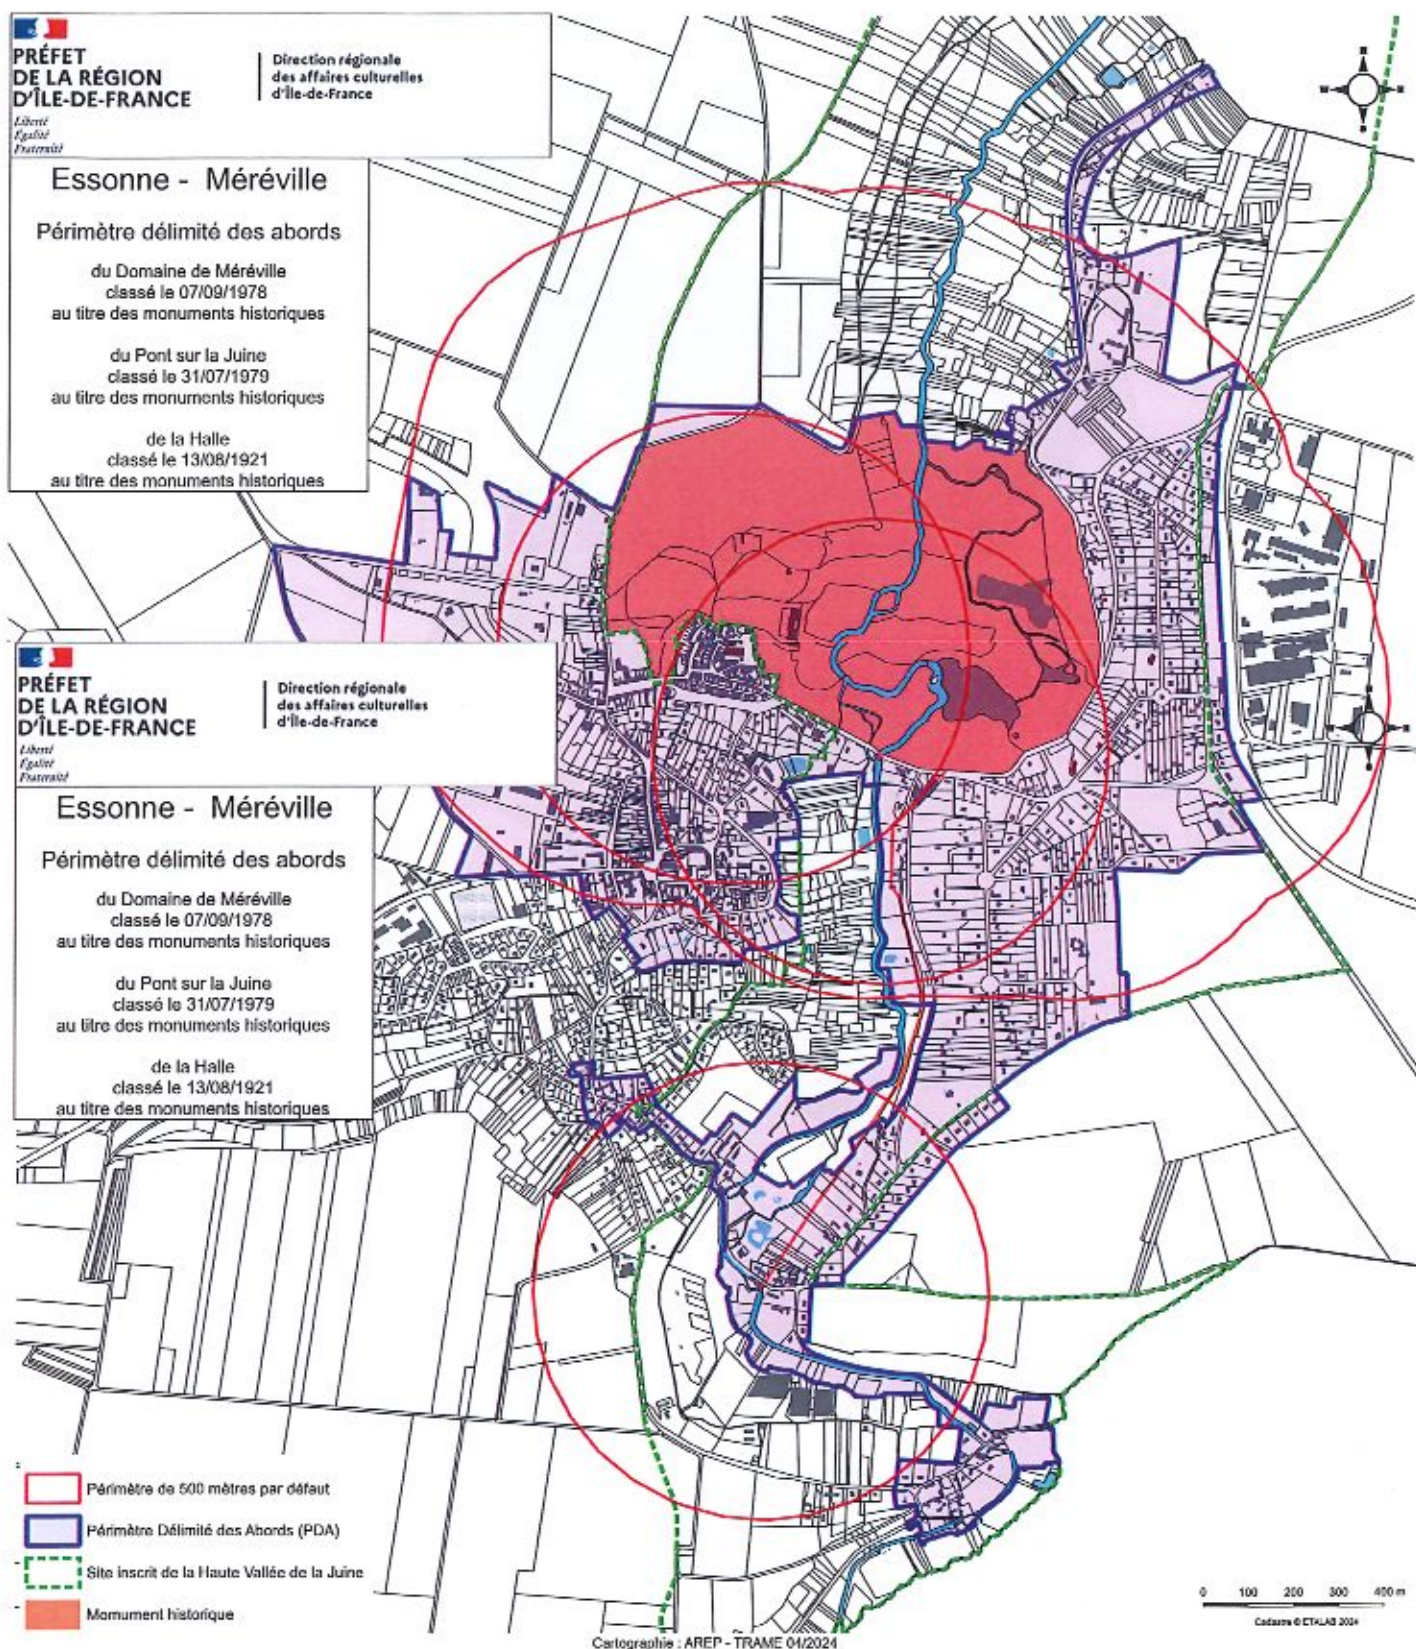 PRÉFET
DE LA RÉGION
D'ÎLE-DE-FRANCE
Liberté
Égalité
Fraternité
Direction régionale
des affaires culturelles
d'Île-de-France
Essonne - Méréville
Périmètre délimité des abords
du Domaine de Méréville
classé le 07/09/1978
au titre des monuments historiques
du Pont sur la Juine
classé le 31/07/1979
au titre des monuments historiques
de la Halle
classé le 13/08/1921
au titre des monuments historiques
PRÉFET
DE LA RÉGION
D'ÎLE-DE-FRANCE
Liberté
Égalité
Fraternité
Direction régionale
des affaires culturelles
d'Île-de-France
Essonne - Méréville
Périmètre délimité des abords
du Domaine de Méréville
classé le 07/09/1978
au titre des monuments historiques
du Pont sur la Juine
classé le 31/07/1979
au titre des monuments historiques
de la Halle
classé le 13/08/1921
au titre des monuments historiques
Périmètre de 500 mètres par défaut
Périmètre Délimité des Abords (PDA)
Site inscrit de la Haute Vallée de la Juine
Monument historique
0 100 200 300 400 m
Cadastre © ETALAB 2024
Cartographie : AREP - TRAME 04/2024